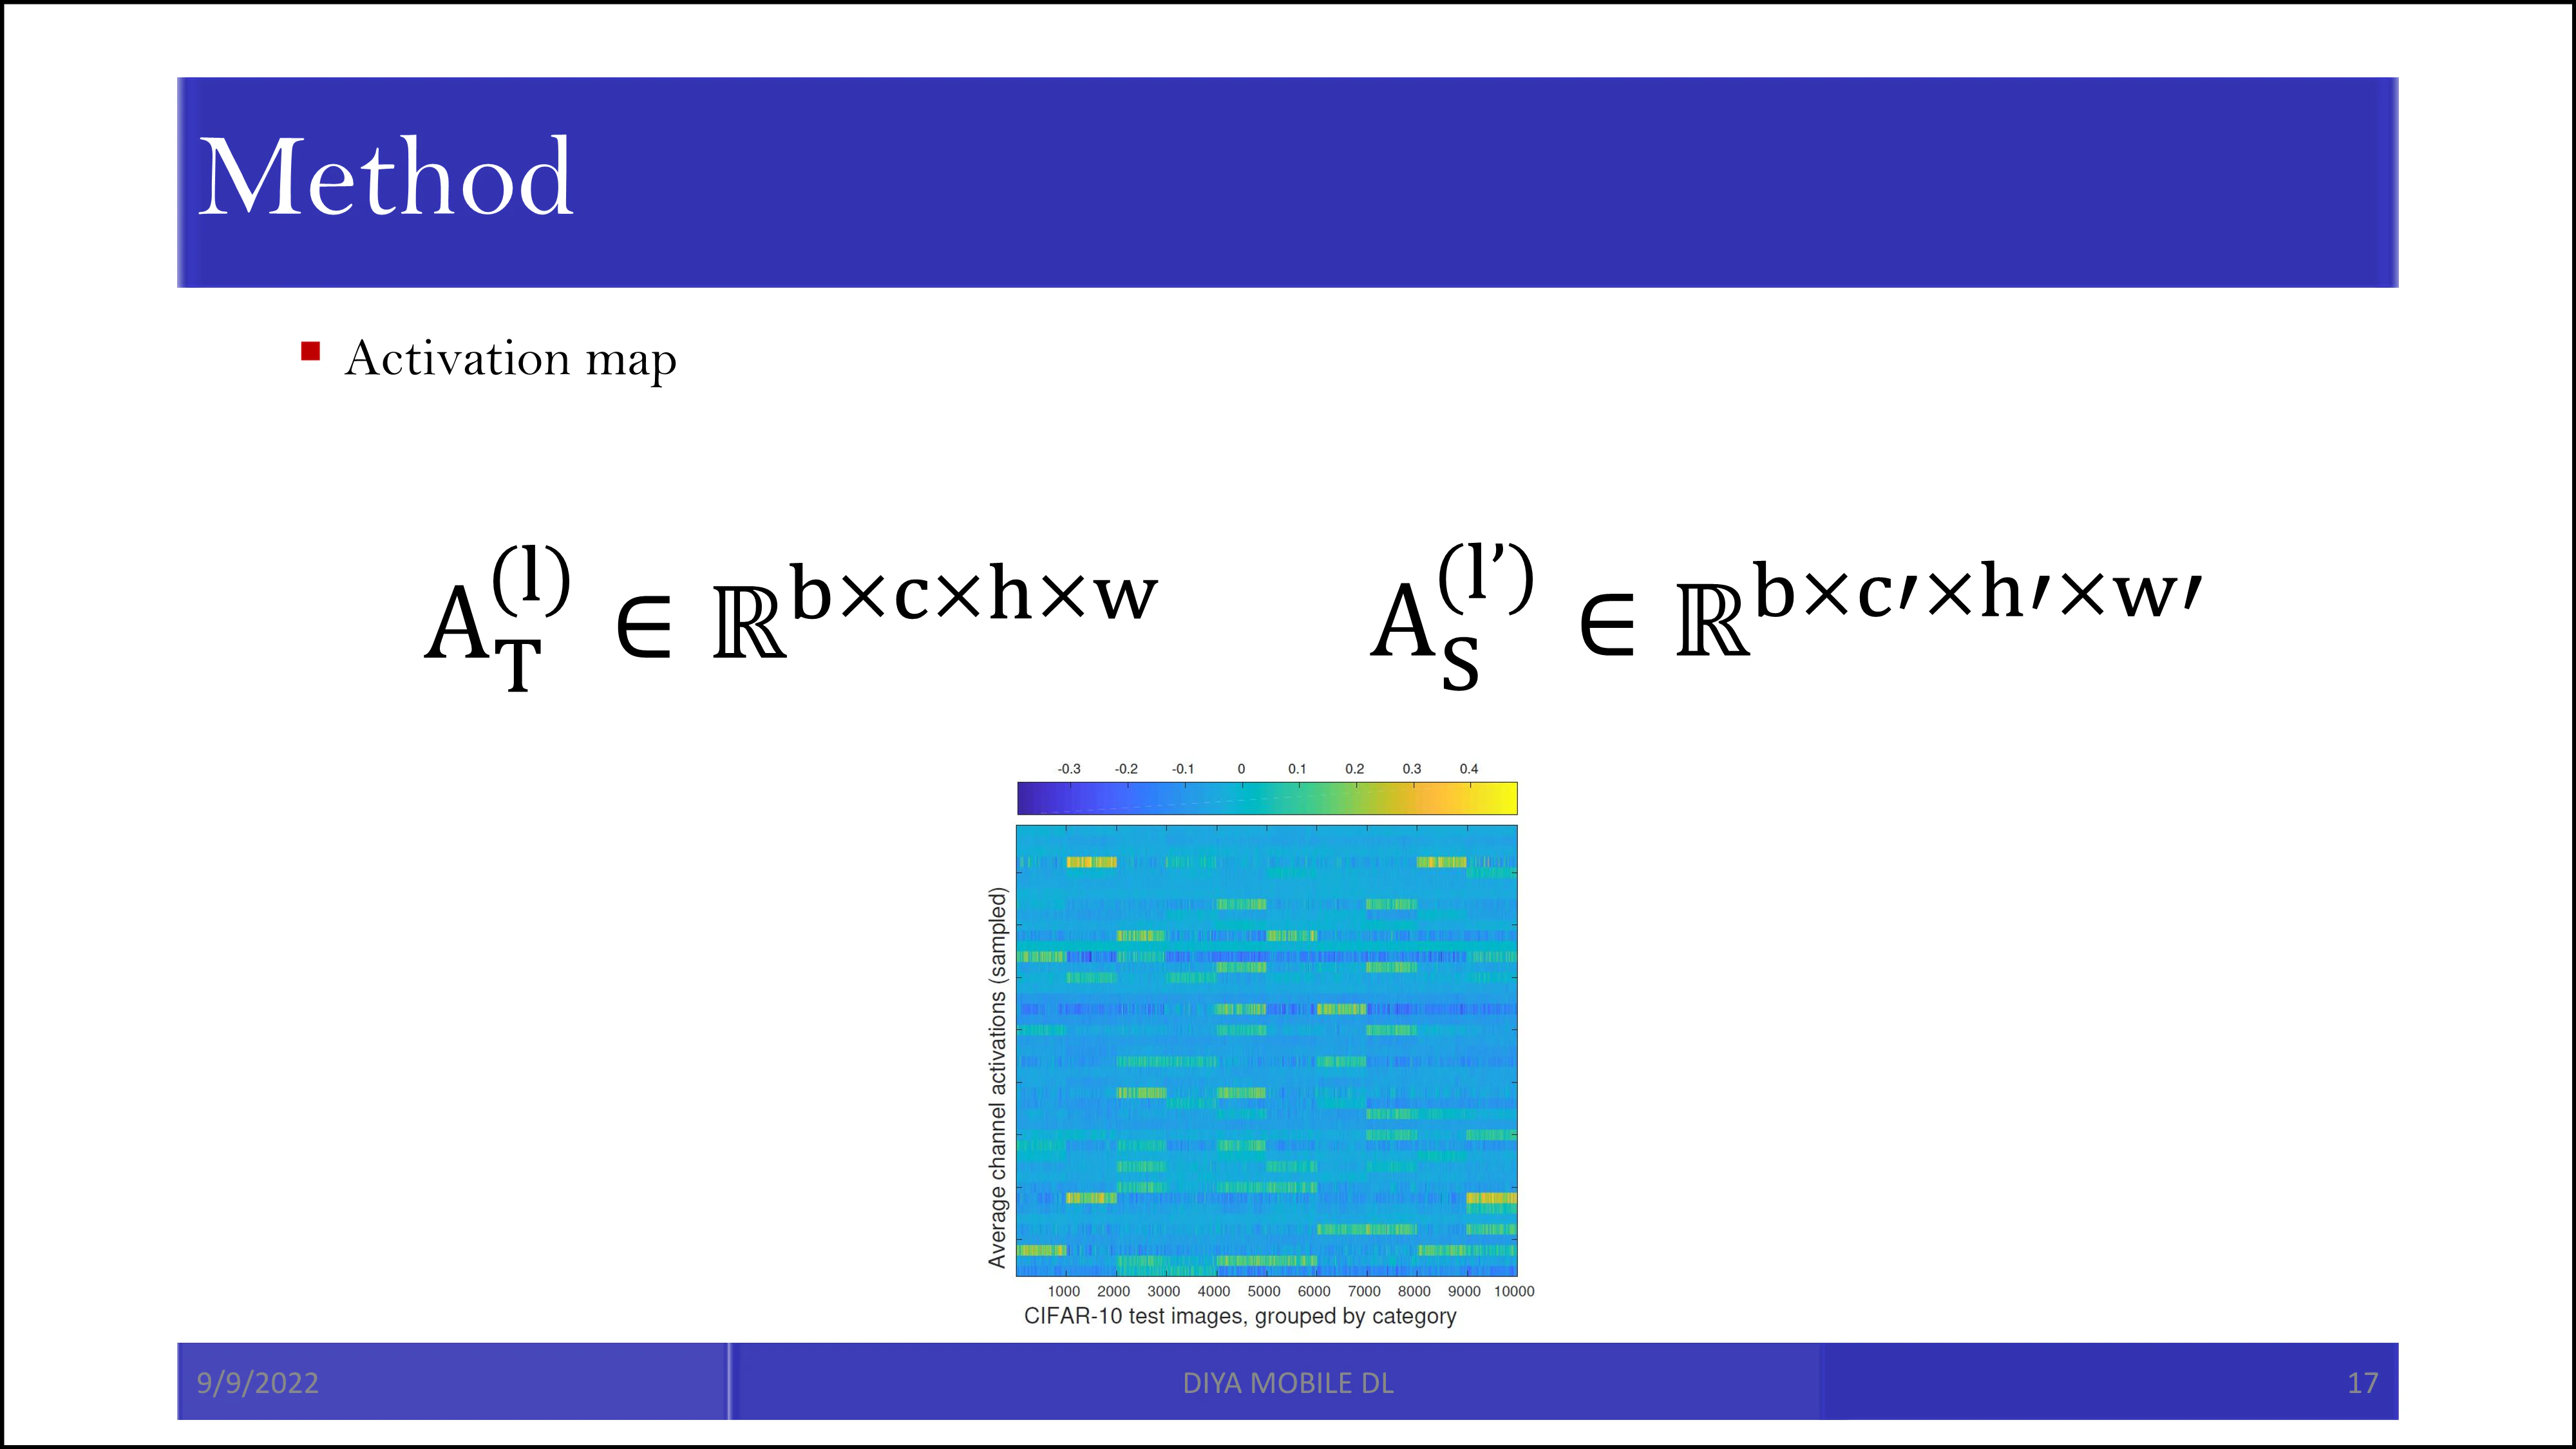 Method
Activation map
A_T^(l) ∈ ℝ^b×c×h×w
A_S^(l’) ∈ ℝ^b×c′×h′×w′
-0.3 -0.2 -0.1 0 0.1 0.2 0.3 0.4
Average channel activations (sampled)
1000 2000 3000 4000 5000 6000 7000 8000 9000 10000
CIFAR-10 test images, grouped by category
9/9/2022
DIYA MOBILE DL
17